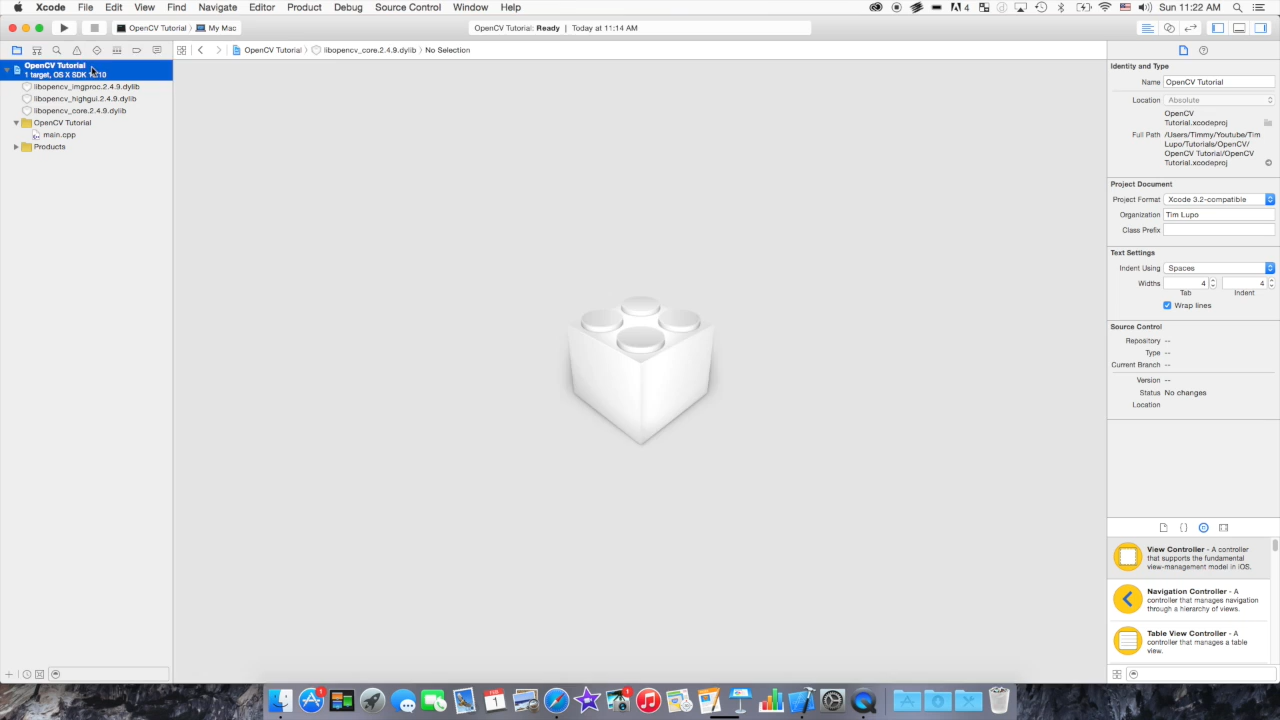 Xcode File Edit View Find Navigate Editor Product Debug Source Control Window Help
4 Sun 11:22 AM
OpenCV Tutorial My Mac
OpenCV Tutorial: Ready Today at 11:14 AM
OpenCV Tutorial libopencv_core.2.4.9.dylib No Selection
OpenCV Tutorial
1 target, OS X SDK
libopencv_imgproc.2.4.9.dylib
libopencv_highgui.2.4.9.dylib
libopencv_core.2.4.9.dylib
OpenCV Tutorial
main.cpp
Products
Identity and Type
Name OpenCV Tutorial
Location Absolute
OpenCV
Tutorial.xcodeproj
Full Path /Users/Timmy/Youtube/Tim
Lupo/Tutorials/OpenCV/
OpenCV Tutorial/OpenCV
Tutorial.xcodeproj
Project Document
Project Format Xcode 3.2-compatible
Organization Tim Lupo
Class Prefix
Text Settings
Indent Using Spaces
Widths 4 4
Tab Indent
Wrap lines
Source Control
Repository --
Type --
Current Branch --
Version --
Status No changes
Location
View Controller - A controller
that supports the fundamental
view-management model in iOS.
Navigation Controller - A
controller that manages navigation
through a hierarchy of views.
Table View Controller - A
controller that manages a table
view.